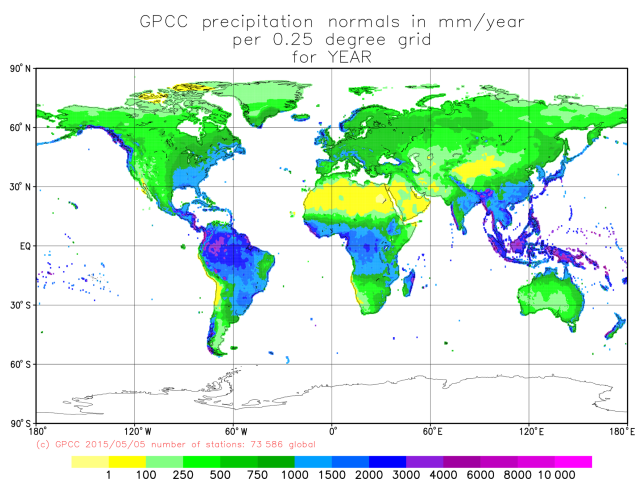 GPCC precipitation normals in mm/year
per 0.25 degree grid
for YEAR
90° N
60° N
30° N
EQ
30° S
60° S
90° S
180° 120° W 60° W 0° 60° E 120° E 180° E
(c) GPCC 2015/05/05 number of stations: 73 586 global
1 100 250 500 750 1000 1500 2000 3000 4000 6000 8000 10 000